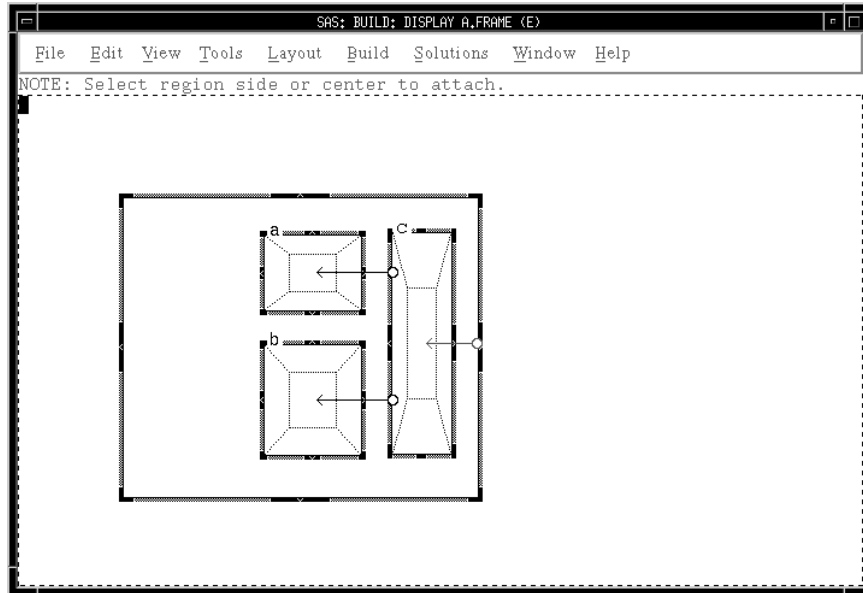 SAS: BUILD: DISPLAY A.FRAME (E)
File Edit View Tools Layout Build Solutions Window Help
NOTE: Select region side or center to attach.
a
c
b